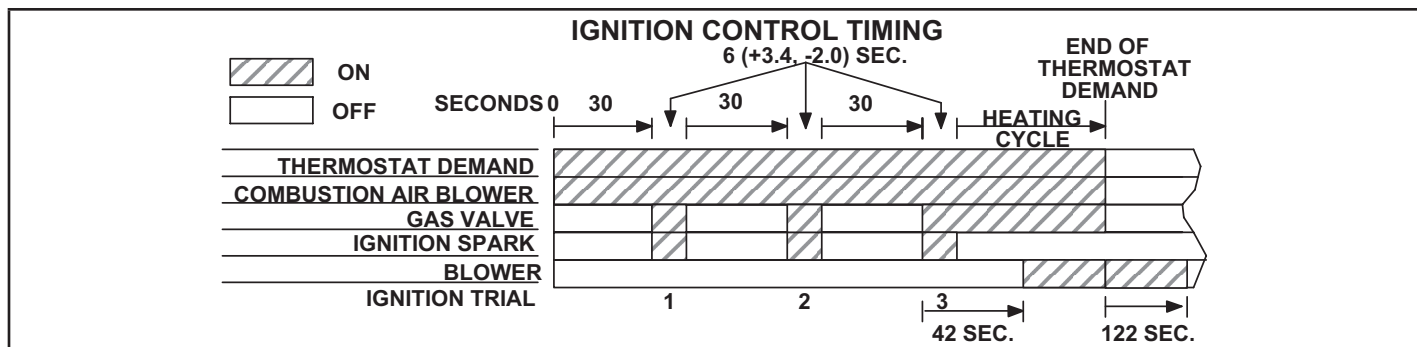 IGNITION CONTROL TIMING
6 (+3.4, -2.0) SEC.
END OF
THERMOSTAT
DEMAND
ON
OFF
SECONDS 0 30 30 30
HEATING
CYCLE
THERMOSTAT DEMAND
COMBUSTION AIR BLOWER
GAS VALVE
IGNITION SPARK
BLOWER
IGNITION TRIAL 1 2 3
42 SEC. 122 SEC.